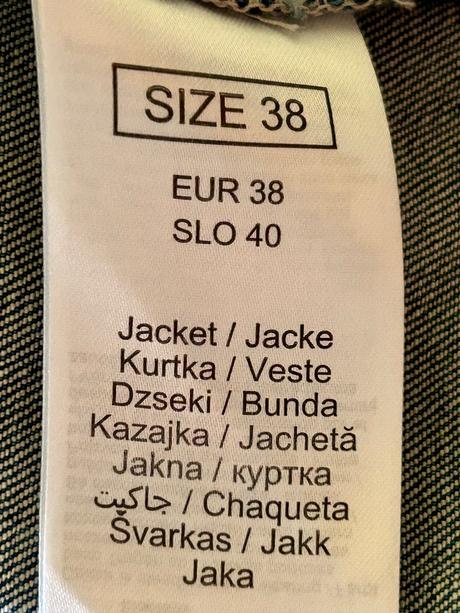 SIZE 38
EUR 38
SLO 40
Jacket / Jacke
Kurtka / Veste
Dzseki / Bunda
Kazajka / Jachetă
Jakna / куртка
جاكيت / Chaqueta
Švarkas / Jakk
Jaka